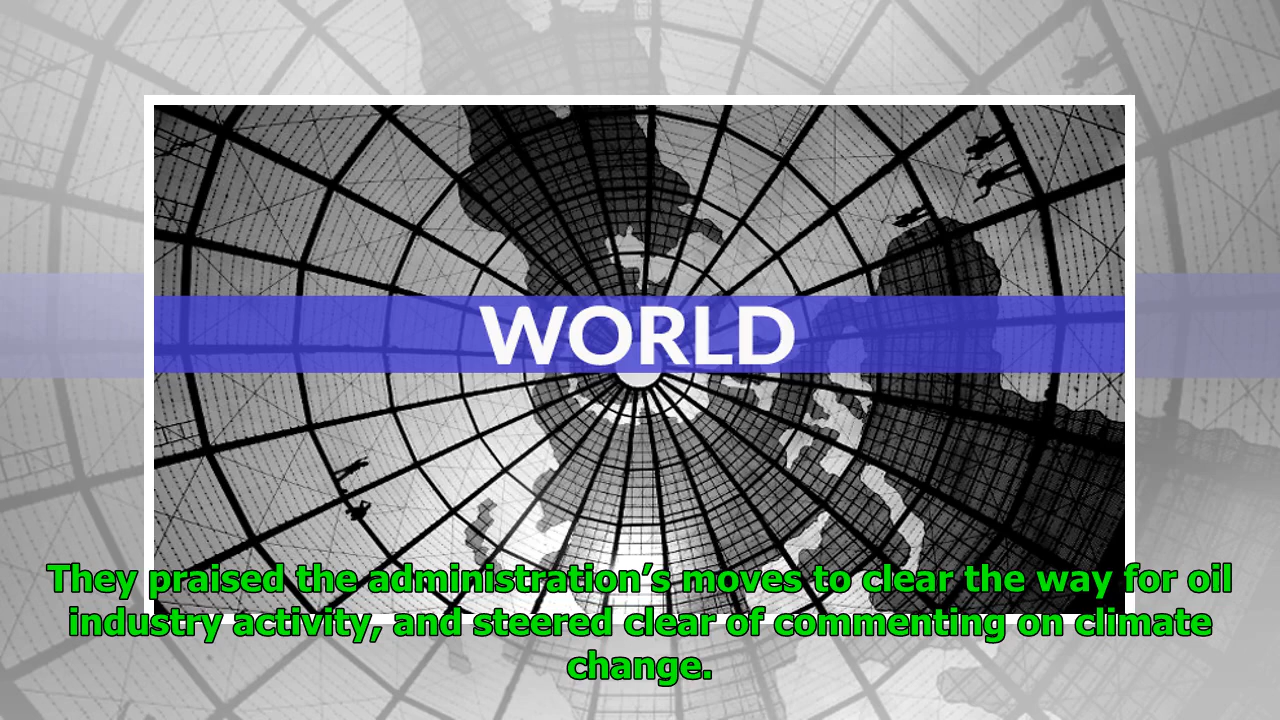 WORLD
They praised the administration’s moves to clear the way for oil
industry activity, and steered clear of commenting on climate
change.